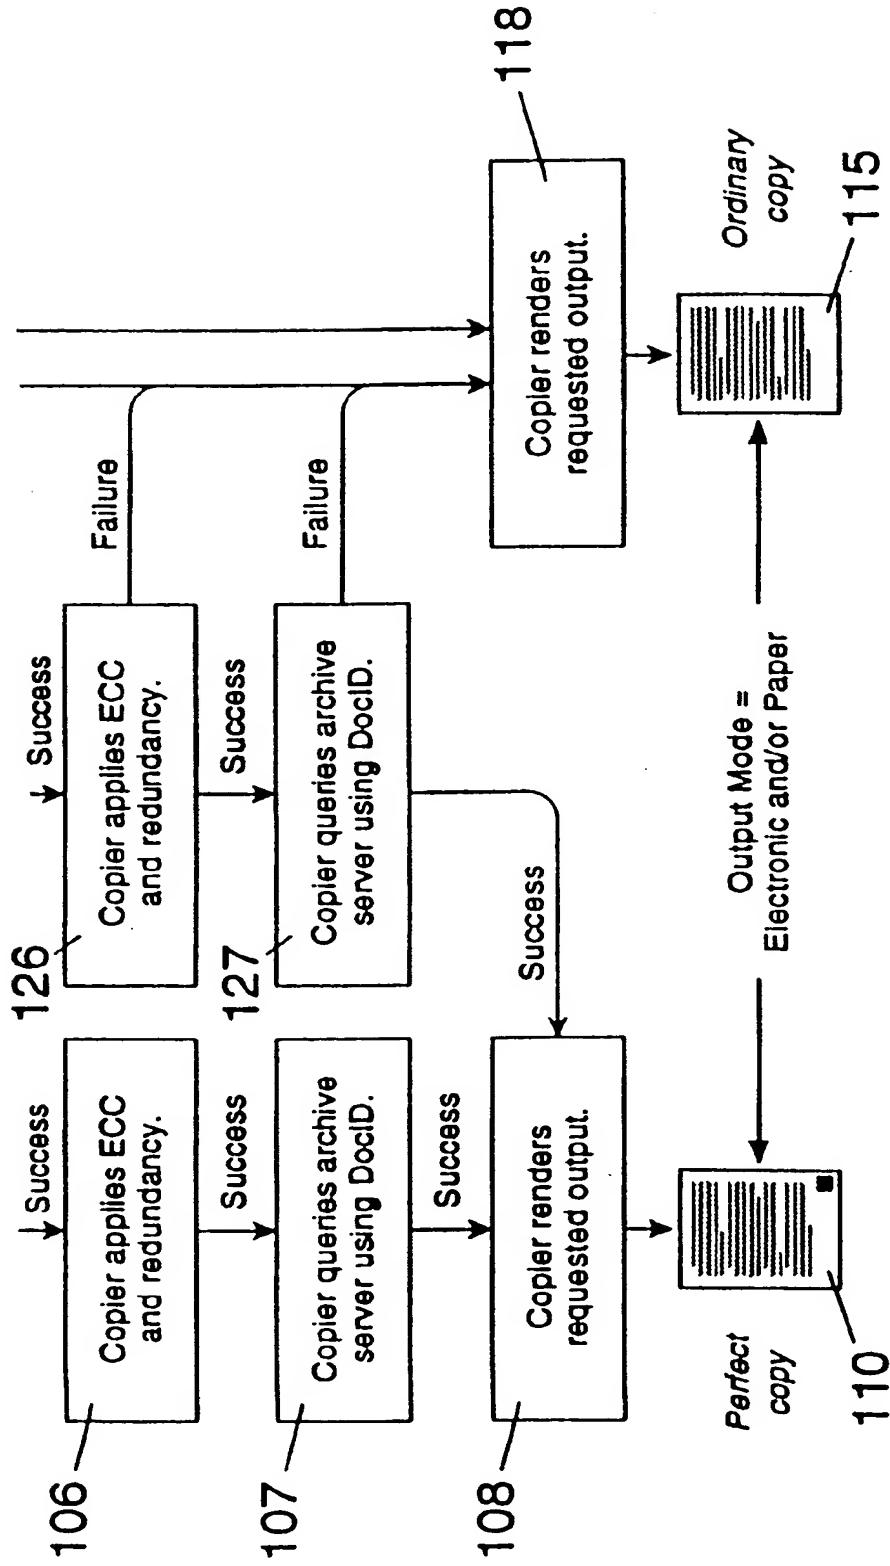 Success
Success
106
Copier applies ECC
and redundancy.
126
Copier applies ECC
and redundancy.
Failure
Success
Success
107
Copier queries archive
server using DocID.
127
Copier queries archive
server using DocID.
Failure
Success
Success
108
Copier renders
requested output.
118
Copier renders
requested output.
Perfect
copy
110
Output Mode =
Electronic and/or Paper
Ordinary
copy
115